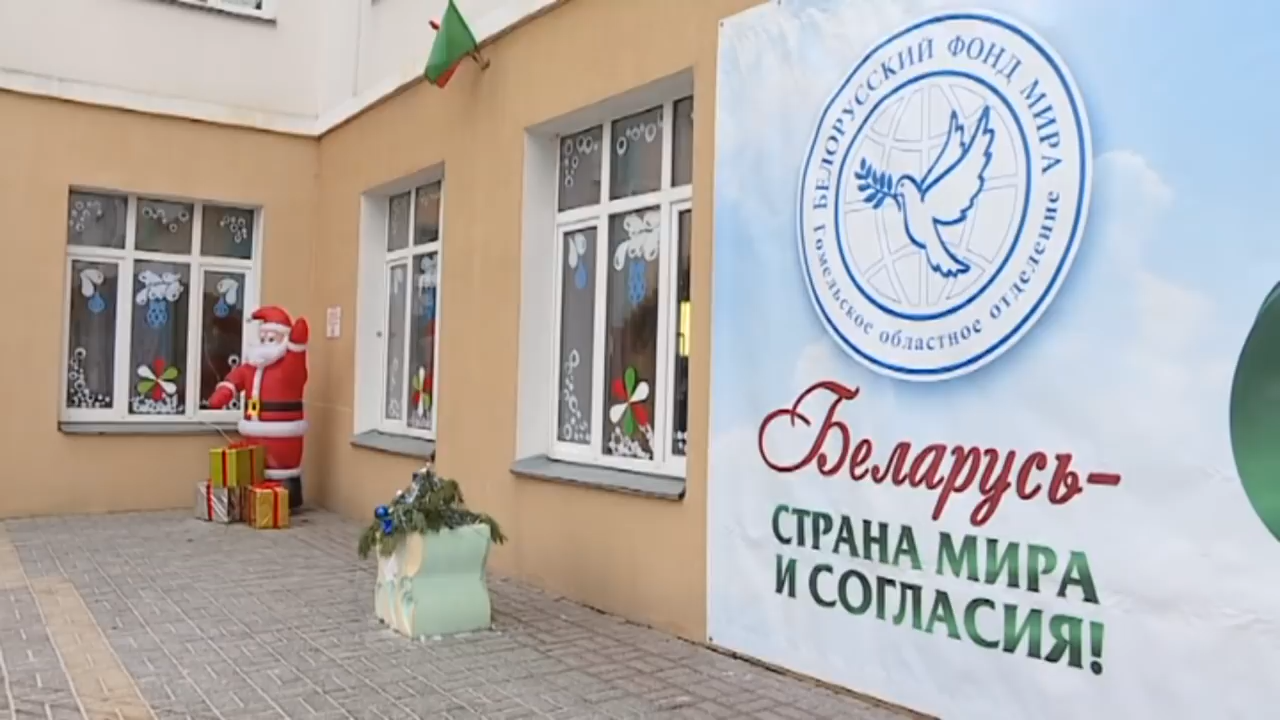 БЕЛОРУССКИЙ ФОНД МИРА
Гомельское областное отделение
Беларусь-
СТРАНА МИРА
И СОГЛАСИЯ!